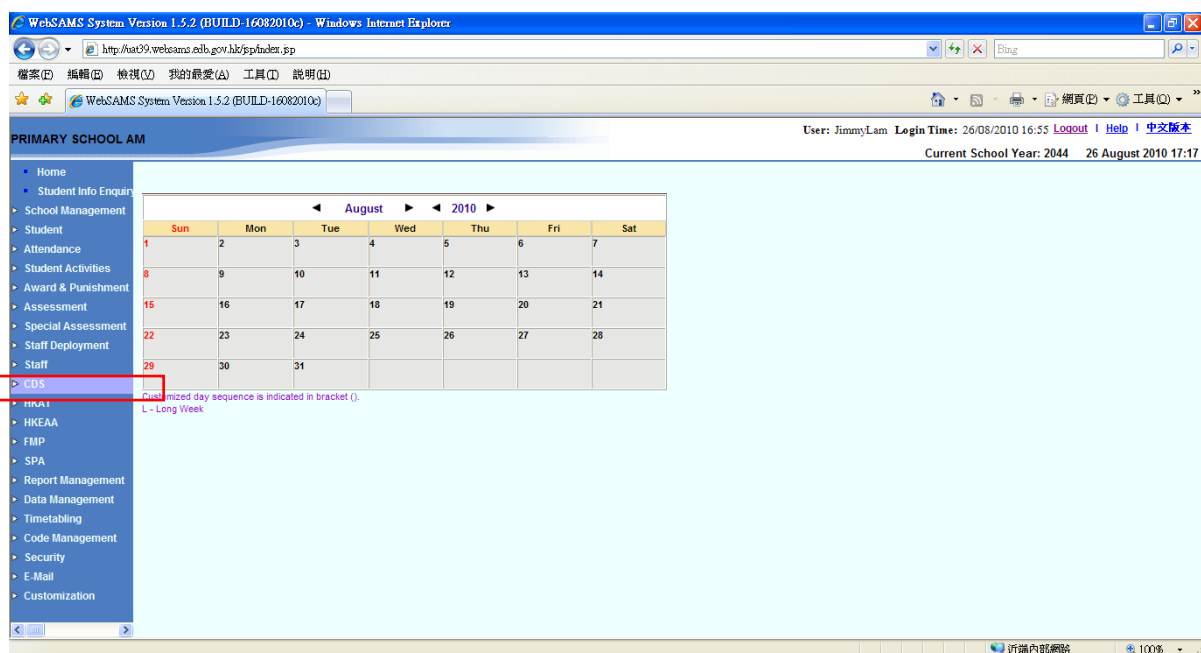 WebSAMS System Version 1.5.2 (BUILD-16082010c) - Windows Internet Explorer
http://uat39.websams.edb.gov.hk/jsp/index.jsp
Bing
檔案(F) 編輯(E) 檢視(V) 我的最愛(A) 工具(T) 説明(H)
WebSAMS System Version 1.5.2 (BUILD-16082010c)
網頁(P) 工具(O) »
PRIMARY SCHOOL AM
User: JimmyLam Login Time: 26/08/2010 16:55 Logout | Help | 中文版本
Current School Year: 2044 26 August 2010 17:17
Home
Student Info Enquiry
School Management
Student
Attendance
Student Activities
Award & Punishment
Assessment
Special Assessment
Staff Deployment
Staff
CDS
HKAT
HKEAA
FMP
SPA
Report Management
Data Management
Timetabling
Code Management
Security
E-Mail
Customization
August 2010
Sun Mon Tue Wed Thu Fri Sat
1 2 3 4 5 6 7
8 9 10 11 12 13 14
15 16 17 18 19 20 21
22 23 24 25 26 27 28
29 30 31
Customized day sequence is indicated in bracket ().
L - Long Week
近端內部網路 100%